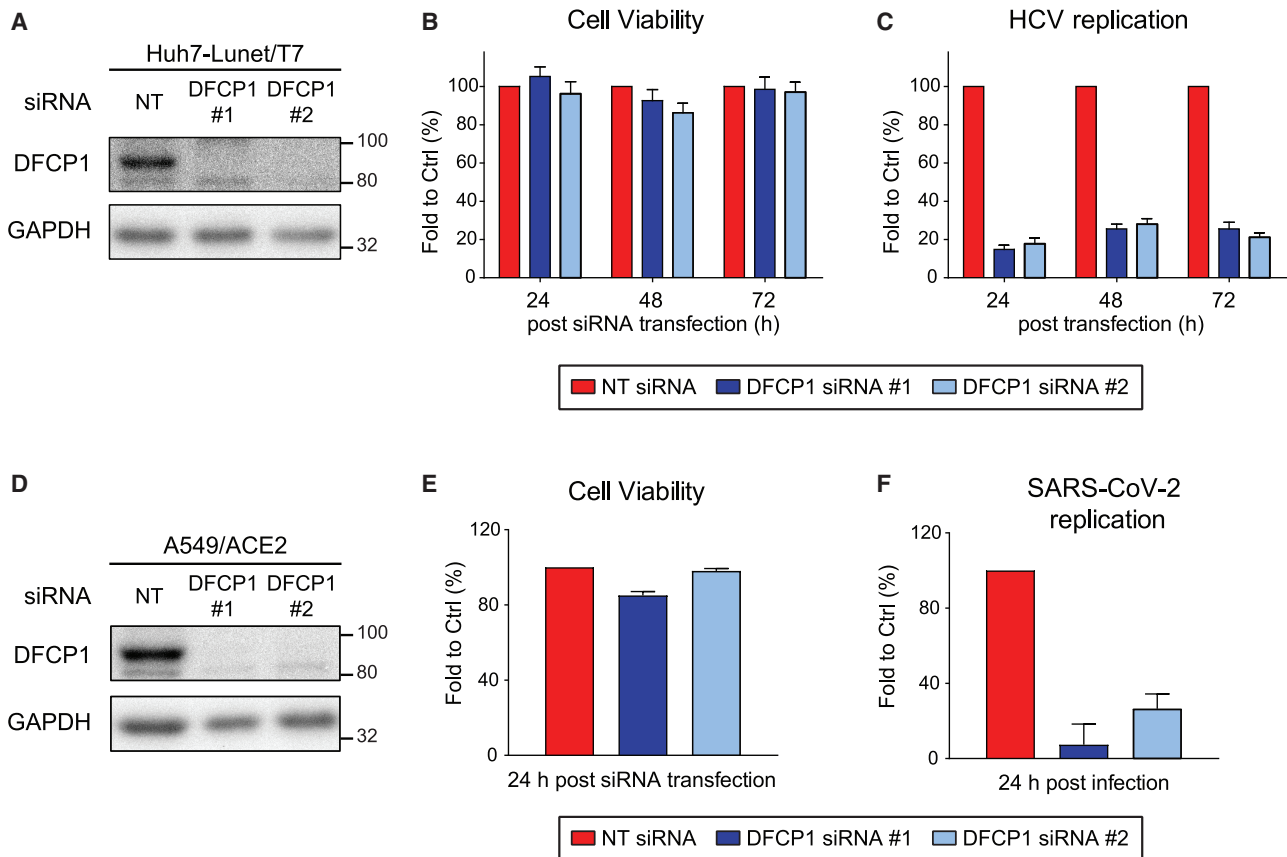 A
Huh7-Lunet/T7
siRNA NT DFCP1 #1 DFCP1 #2
DFCP1
100
80
GAPDH
32
B
Cell Viability
Fold to Ctrl (%)
100
80
60
40
20
0
24 48 72
post siRNA transfection (h)
C
HCV replication
Fold to Ctrl (%)
100
80
60
40
20
0
24 48 72
post transfection (h)
NT siRNA DFCP1 siRNA #1 DFCP1 siRNA #2
D
A549/ACE2
siRNA NT DFCP1 #1 DFCP1 #2
DFCP1
100
80
GAPDH
32
E
Cell Viability
Fold to Ctrl (%)
120
80
40
0
24 h post siRNA transfection
F
SARS-CoV-2
replication
Fold to Ctrl (%)
120
80
40
0
24 h post infection
NT siRNA DFCP1 siRNA #1 DFCP1 siRNA #2